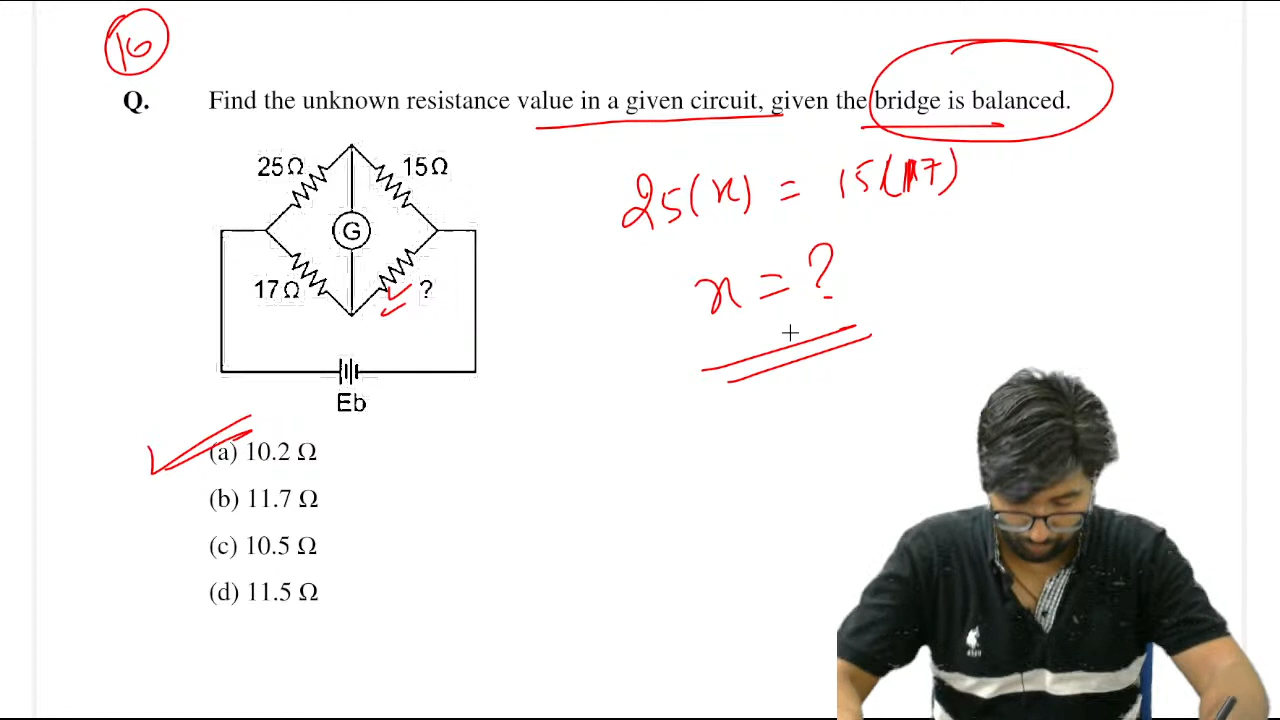 16
Q. Find the unknown resistance value in a given circuit, given the bridge is balanced.
25Ω 15Ω
25(x) = 15(17)
G
17Ω ?
x = ?
Eb
(a) 10.2 Ω
(b) 11.7 Ω
(c) 10.5 Ω
(d) 11.5 Ω